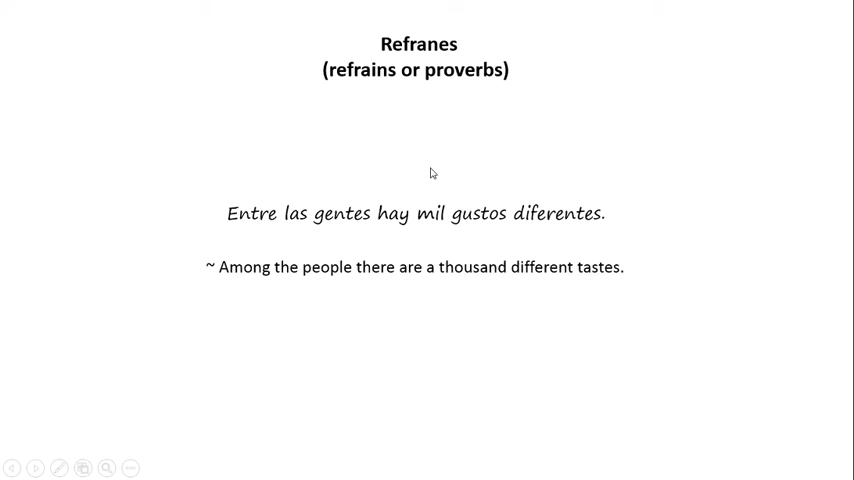 Refranes
(refrains or proverbs)
Entre las gentes hay mil gustos diferentes.
~ Among the people there are a thousand different tastes.